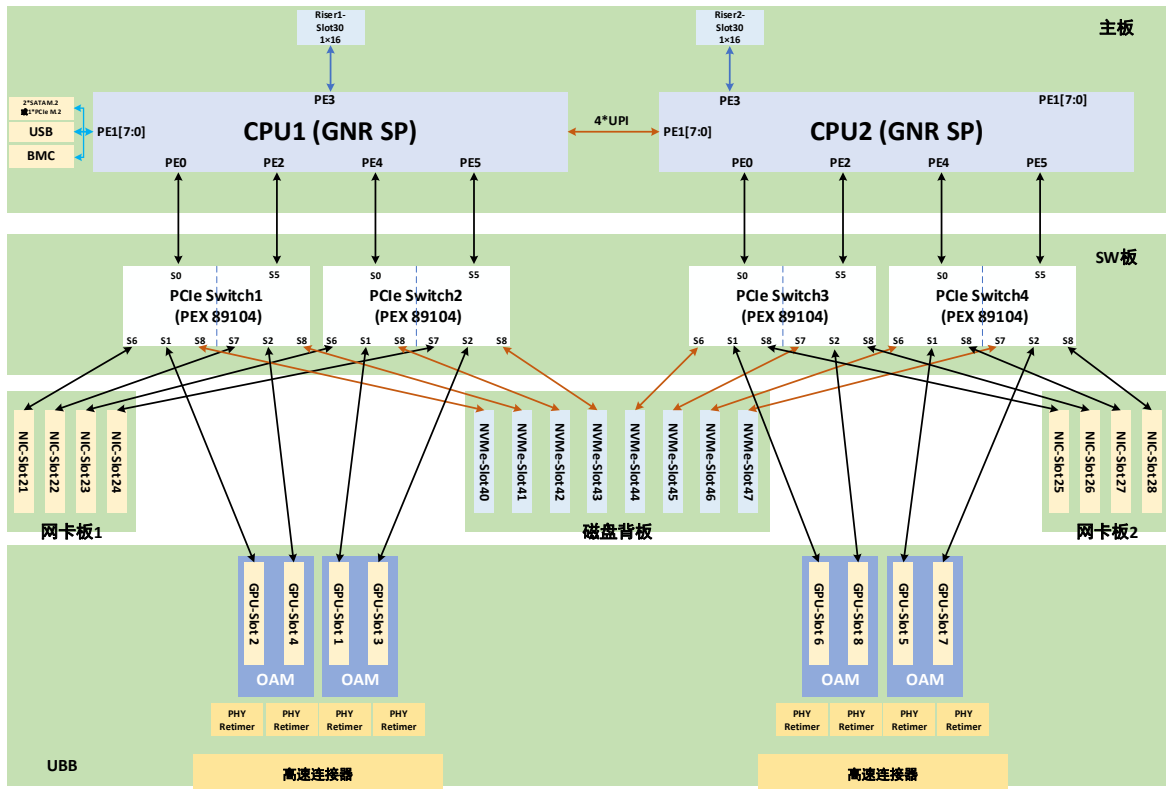 Riser1-
Slot30
1×16
Riser2-
Slot30
1×16
主板
2*SATAM.2
或1*PCIe M.2
USB
BMC
PE1[7:0]
PE3
CPU1 (GNR SP)
PE0
PE2
PE4
PE5
4*UPI
PE3
PE1[7:0]
PE1[7:0]
CPU2 (GNR SP)
PE0
PE2
PE4
PE5
SW板
S0
S5
PCIe Switch1
(PEX 89104)
S6
S1
S8
S7
S2
S8
S0
S5
PCIe Switch2
(PEX 89104)
S6
S1
S8
S7
S2
S8
S0
S5
PCIe Switch3
(PEX 89104)
S6
S1
S8
S7
S2
S8
S0
S5
PCIe Switch4
(PEX 89104)
S6
S1
S8
S7
S2
S8
NIC-Slot21
NIC-Slot22
NIC-Slot23
NIC-Slot24
网卡板1
NVMe-Slot40
NVMe-Slot41
NVMe-Slot42
NVMe-Slot43
NVMe-Slot44
NVMe-Slot45
NVMe-Slot46
NVMe-Slot47
磁盘背板
NIC-Slot25
NIC-Slot26
NIC-Slot27
NIC-Slot28
网卡板2
GPU-Slot 2
GPU-Slot 4
OAM
GPU-Slot 1
GPU-Slot 3
OAM
GPU-Slot 6
GPU-Slot 8
OAM
GPU-Slot 5
GPU-Slot 7
OAM
PHY
Retimer
PHY
Retimer
PHY
Retimer
PHY
Retimer
PHY
Retimer
PHY
Retimer
PHY
Retimer
PHY
Retimer
UBB
高速连接器
高速连接器